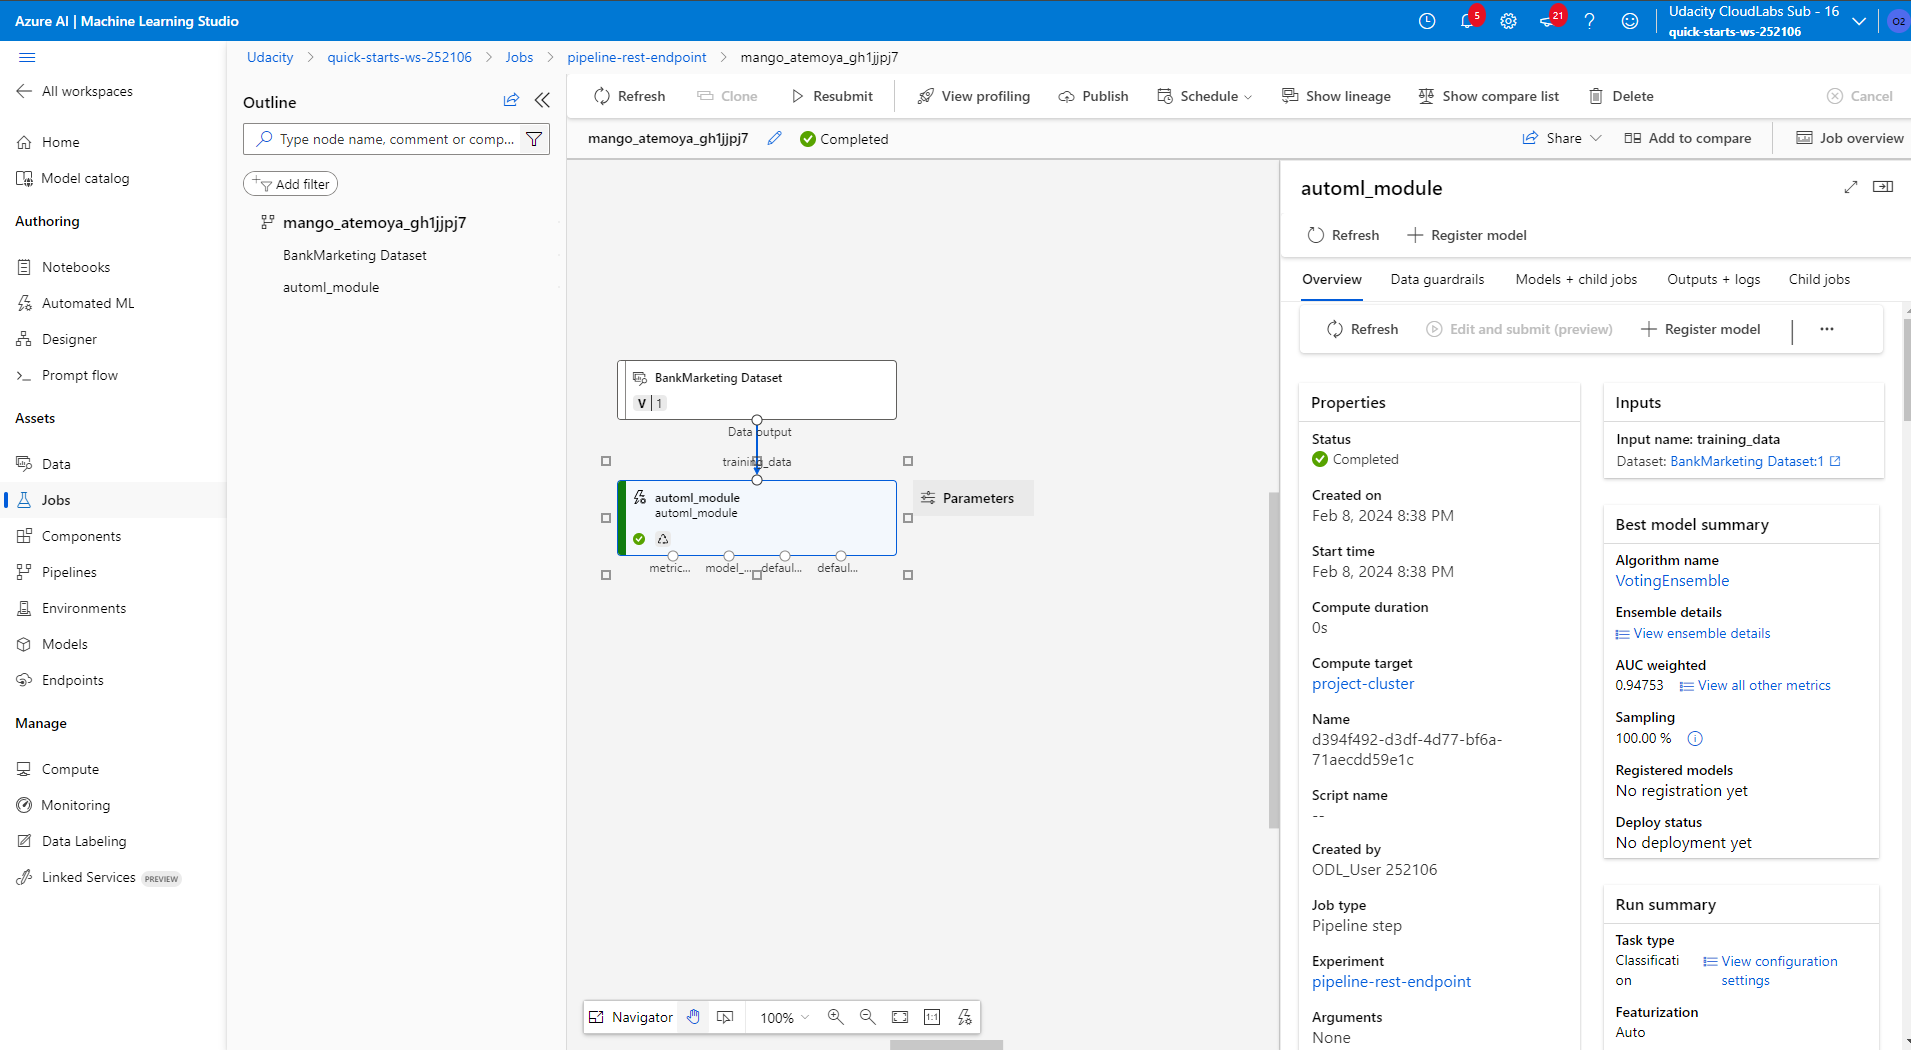 Azure AI | Machine Learning Studio
5
21
?
Udacity CloudLabs Sub - 16
quick-starts-ws-252106
O2
All workspaces
Home
Model catalog
Authoring
Notebooks
Automated ML
Designer
Prompt flow
Assets
Data
Jobs
Components
Pipelines
Environments
Models
Endpoints
Manage
Compute
Monitoring
Data Labeling
Linked Services PREVIEW
Udacity > quick-starts-ws-252106 > Jobs > pipeline-rest-endpoint > mango_atemoya_gh1jjpj7
Outline
Type node name, comment or comp...
Add filter
mango_atemoya_gh1jjpj7
BankMarketing Dataset
automl_module
Refresh Clone Resubmit View profiling Publish Schedule Show lineage Show compare list Delete Cancel
mango_atemoya_gh1jjpj7 Completed Share Add to compare Job overview
BankMarketing Dataset
V | 1
Data output
training_data
automl_module
automl_module
metric... model_... defaul... defaul...
Parameters
Navigator 100% 1:1
automl_module
Refresh Register model
Overview Data guardrails Models + child jobs Outputs + logs Child jobs
Refresh Edit and submit (preview) Register model ...
Properties
Status
Completed
Created on
Feb 8, 2024 8:38 PM
Start time
Feb 8, 2024 8:38 PM
Compute duration
0s
Compute target
project-cluster
Name
d394f492-d3df-4d77-bf6a-
71aecdd59e1c
Script name
--
Created by
ODL_User 252106
Job type
Pipeline step
Experiment
pipeline-rest-endpoint
Arguments
None
Inputs
Input name: training_data
Dataset: BankMarketing Dataset:1
Best model summary
Algorithm name
VotingEnsemble
Ensemble details
View ensemble details
AUC weighted
0.94753 View all other metrics
Sampling
100.00 %
Registered models
No registration yet
Deploy status
No deployment yet
Run summary
Task type
Classificati
on
View configuration
settings
Featurization
Auto